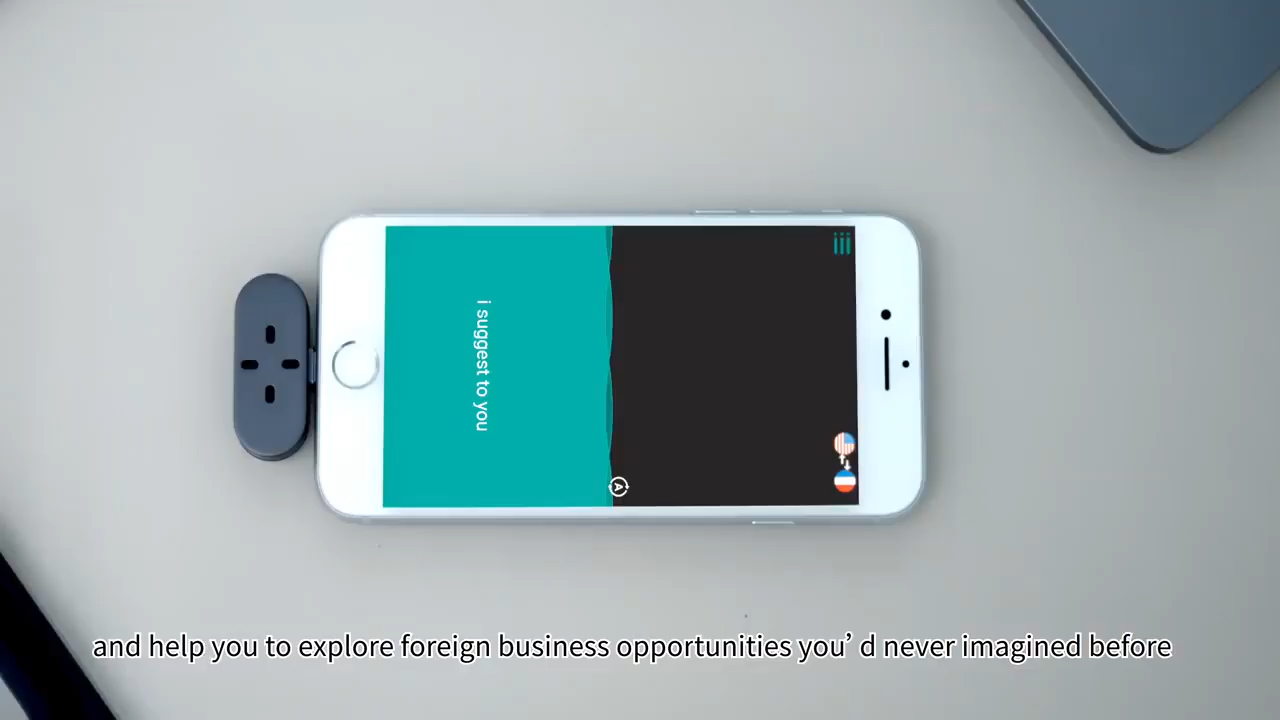 i suggest to you
and help you to explore foreign business opportunities you’ d never imagined before